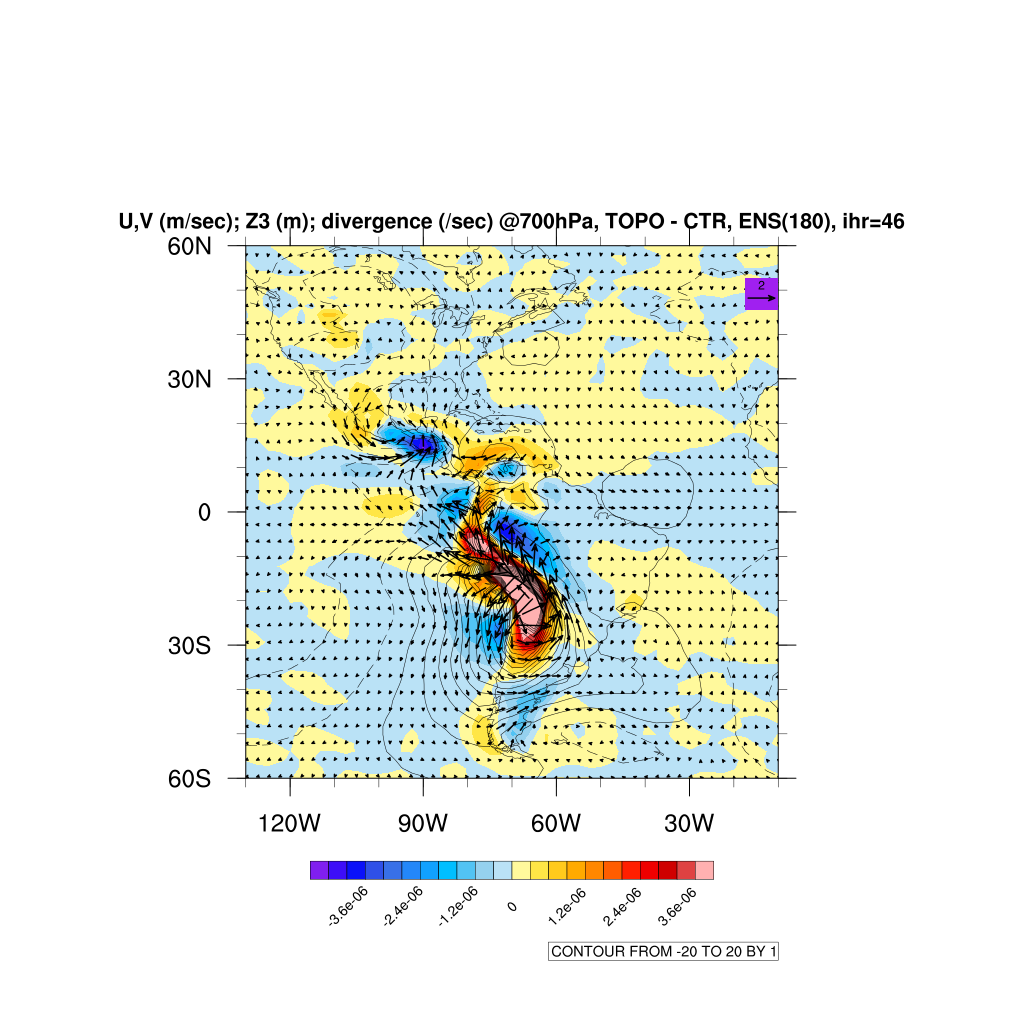 U,V (m/sec); Z3 (m); divergence (/sec) @700hPa, TOPO - CTR, ENS(180), ihr=46
60N
2
30N
0
30S
60S
120W 90W 60W 30W
-3.6e-06 -2.4e-06 -1.2e-06 0 1.2e-06 2.4e-06 3.6e-06
CONTOUR FROM -20 TO 20 BY 1